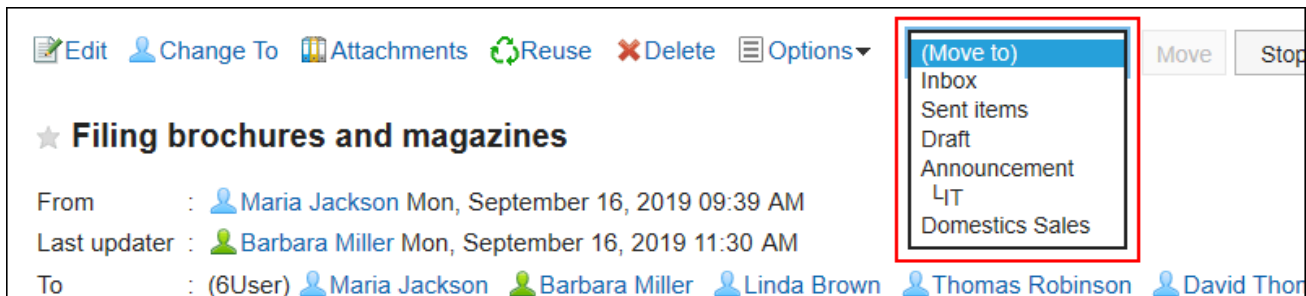 Edit Change To Attachments Reuse Delete Options (Move to) Move Stop
Inbox
Sent items
Draft
Announcement
└IT
Domestics Sales
Filing brochures and magazines
From : Maria Jackson Mon, September 16, 2019 09:39 AM
Last updater : Barbara Miller Mon, September 16, 2019 11:30 AM
To : (6User) Maria Jackson Barbara Miller Linda Brown Thomas Robinson David